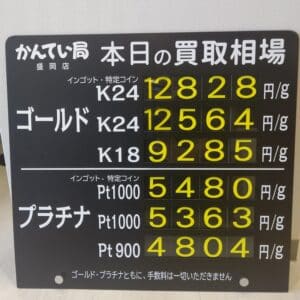 かんてい局
盛岡店
本日の買取相場
インゴット・特定コイン
K24 12828 円/g
ゴールド K24 12564 円/g
K18 9285 円/g
インゴット・特定コイン
Pt1000 5480 円/g
プラチナ Pt1000 5363 円/g
Pt900 4804 円/g
ゴールド・プラチナともに、手数料は一切いただきません